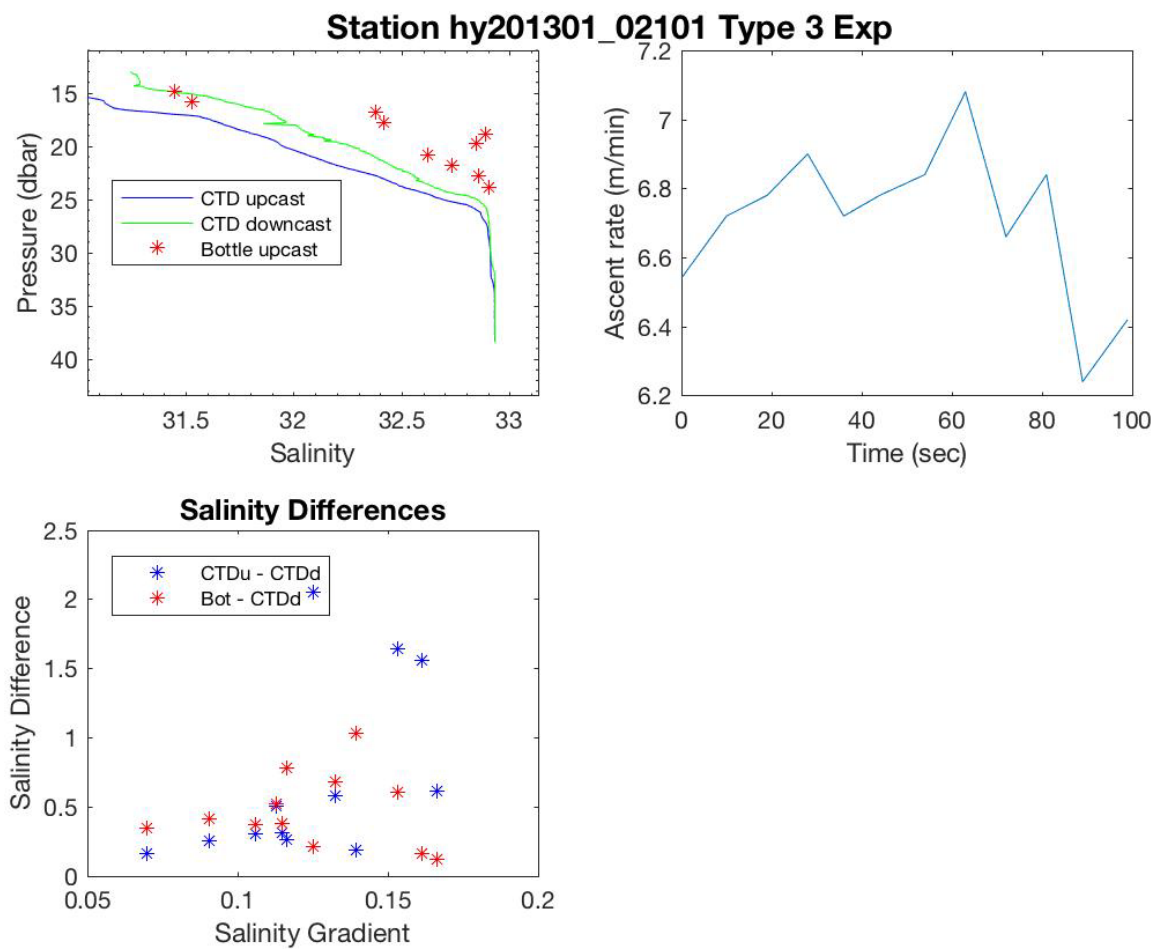 Station hy201301_02101 Type 3 Exp
15
20
25
30
35
40
Pressure (dbar)
CTD upcast
CTD downcast
Bottle upcast
31.5
32
32.5
33
Salinity
7.2
7
6.8
6.6
6.4
6.2
Ascent rate (m/min)
0
20
40
60
80
100
Time (sec)
Salinity Differences
2.5
2
1.5
1
0.5
0
Salinity Difference
CTDu - CTDd
Bot - CTDd
0.05
0.1
0.15
0.2
Salinity Gradient